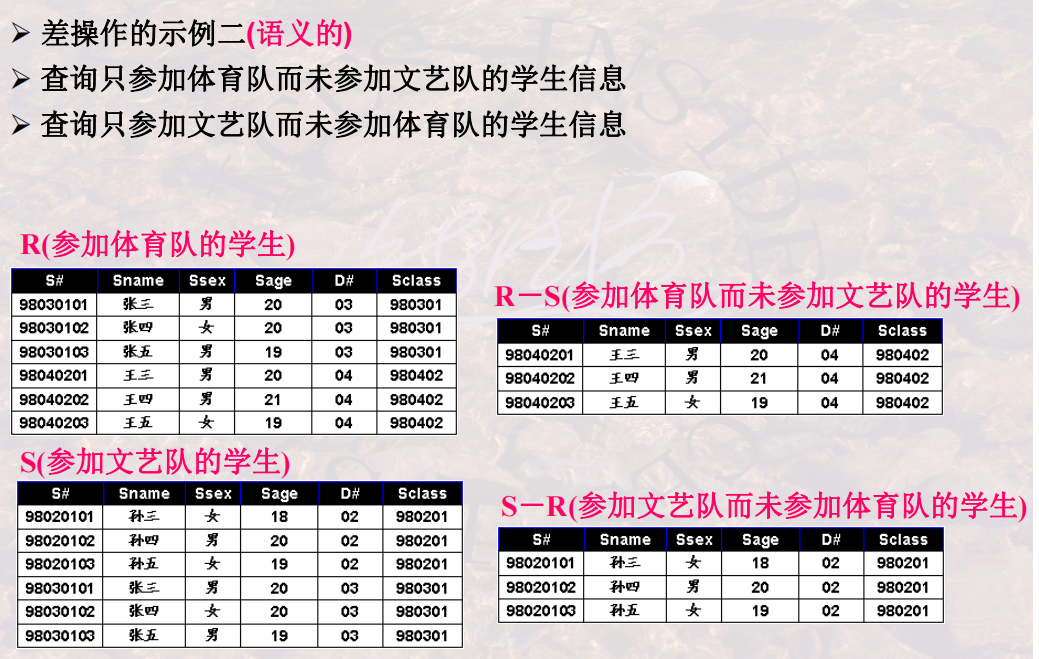 差操作的示例二(语义的)
查询只参加体育队而未参加文艺队的学生信息
查询只参加文艺队而未参加体育队的学生信息
R(参加体育队的学生)
S# Sname Ssex Sage D# Sclass
98030101 张三 男 20 03 980301
98030102 张四 女 20 03 980301
98030103 张五 男 19 03 980301
98040201 王三 男 20 04 980402
98040202 王四 男 21 04 980402
98040203 王五 女 19 04 980402
S(参加文艺队的学生)
S# Sname Ssex Sage D# Sclass
98020101 孙三 女 18 02 980201
98020102 孙四 男 20 02 980201
98020103 孙五 女 19 02 980201
98030101 张三 男 20 03 980301
98030102 张四 女 20 03 980301
98030103 张五 男 19 03 980301
R－S(参加体育队而未参加文艺队的学生)
S# Sname Ssex Sage D# Sclass
98040201 王三 男 20 04 980402
98040202 王四 男 21 04 980402
98040203 王五 女 19 04 980402
S－R(参加文艺队而未参加体育队的学生)
S# Sname Ssex Sage D# Sclass
98020101 孙三 女 18 02 980201
98020102 孙四 男 20 02 980201
98020103 孙五 女 19 02 980201